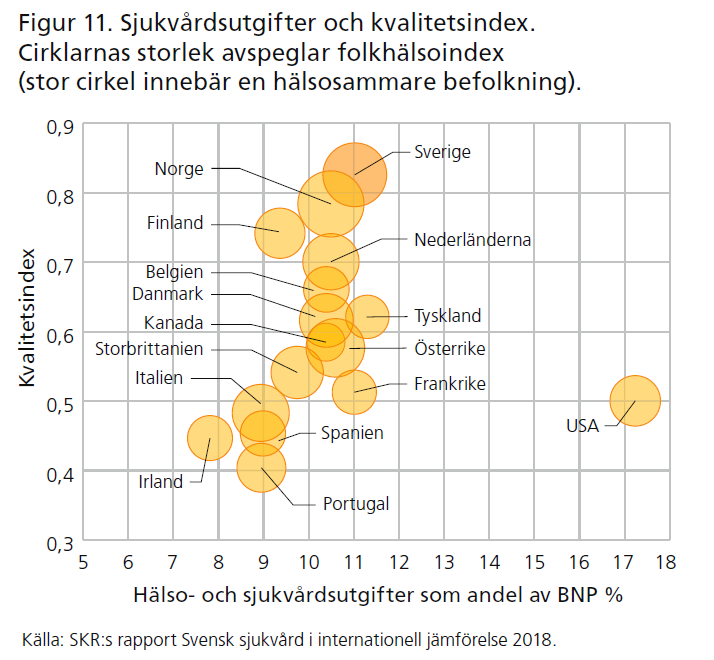 Figur 11. Sjukvårdsutgifter och kvalitetsindex.
Cirklarnas storlek avspeglar folkhälsoindex
(stor cirkel innebär en hälsosammare befolkning).
0,9
0,8
0,7
0,6
0,5
0,4
0,3
Kvalitetsindex
Sverige
Norge
Finland
Nederländerna
Belgien
Danmark
Kanada
Tyskland
Storbrittanien
Österrike
Italien
Frankrike
USA
Spanien
Irland
Portugal
5 6 7 8 9 10 11 12 13 14 15 16 17 18
Hälso- och sjukvårdsutgifter som andel av BNP %
Källa: SKR:s rapport Svensk sjukvård i internationell jämförelse 2018.